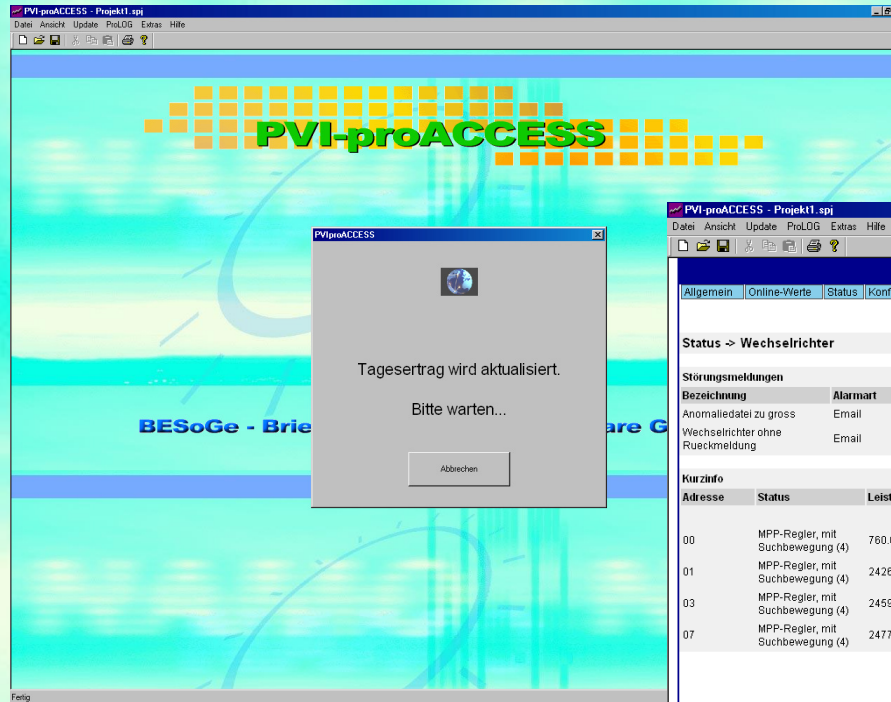 PVI-proACCESS - Projekt1.spj
Datei Ansicht Update ProLOG Extras Hilfe
PVI-proACCESS
PVIproACCESS
Tagesertrag wird aktualisiert.
Bitte warten...
Abbrechen
BESoGe - Brie
are G
Fertig
PVI-proACCESS - Projekt1.spj
Datei Ansicht Update ProLOG Extras Hilfe
Allgemein Online-Werte Status Konf
Status -> Wechselrichter
Störungsmeldungen
Bezeichnung Alarmart
Anomaliedatei zu gross Email
Wechselrichter ohne
Rueckmeldung Email
Kurzinfo
Adresse Status Leist
00 MPP-Regler, mit
Suchbewegung (4) 760.
01 MPP-Regler, mit
Suchbewegung (4) 2426
03 MPP-Regler, mit
Suchbewegung (4) 2459
07 MPP-Regler, mit
Suchbewegung (4) 2477